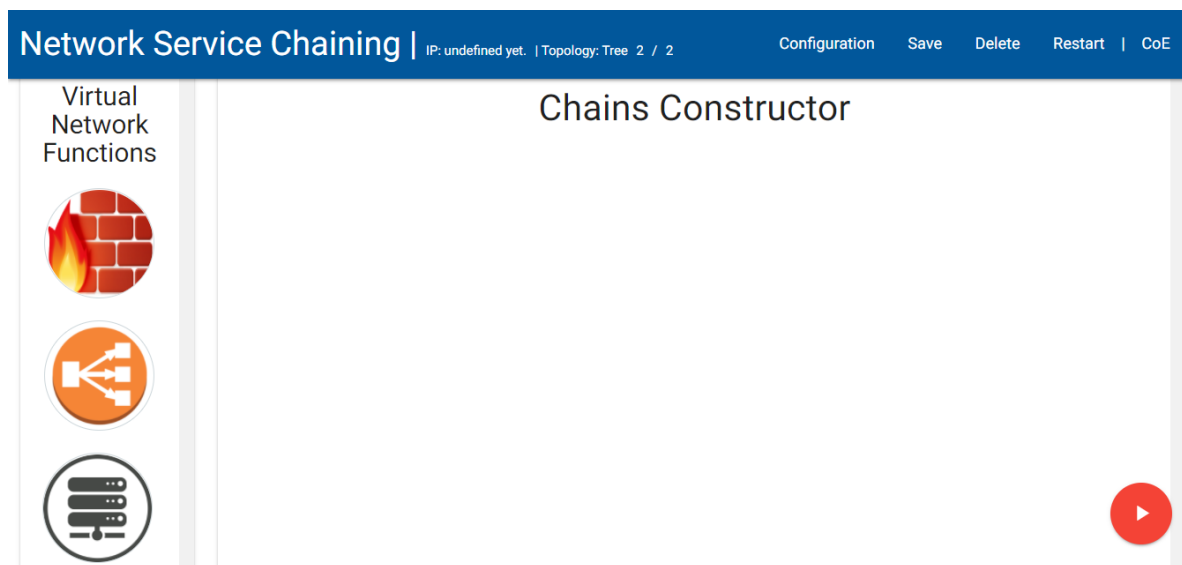 Network Service Chaining | IP: undefined yet. | Topology: Tree 2 / 2 Configuration Save Delete Restart | CoE
Virtual
Network
Functions
Chains Constructor